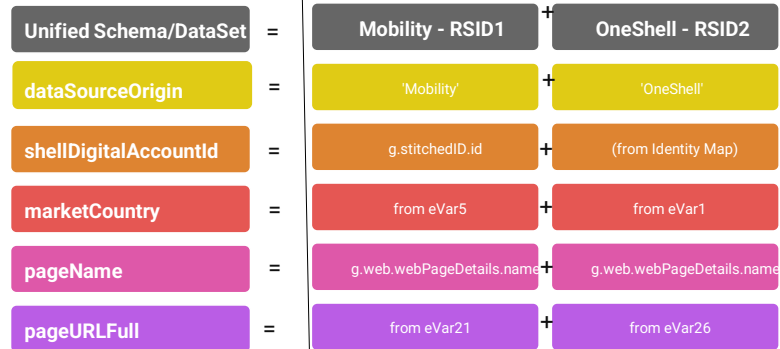 Unified Schema/DataSet = Mobility - RSID1 + OneShell - RSID2
dataSourceOrigin = 'Mobility' + 'OneShell'
shellDigitalAccountId = g.stitchedID.id + (from Identity Map)
marketCountry = from eVar5 + from eVar1
pageName = g.web.webPageDetails.name + g.web.webPageDetails.name
pageURLFull = from eVar21 + from eVar26